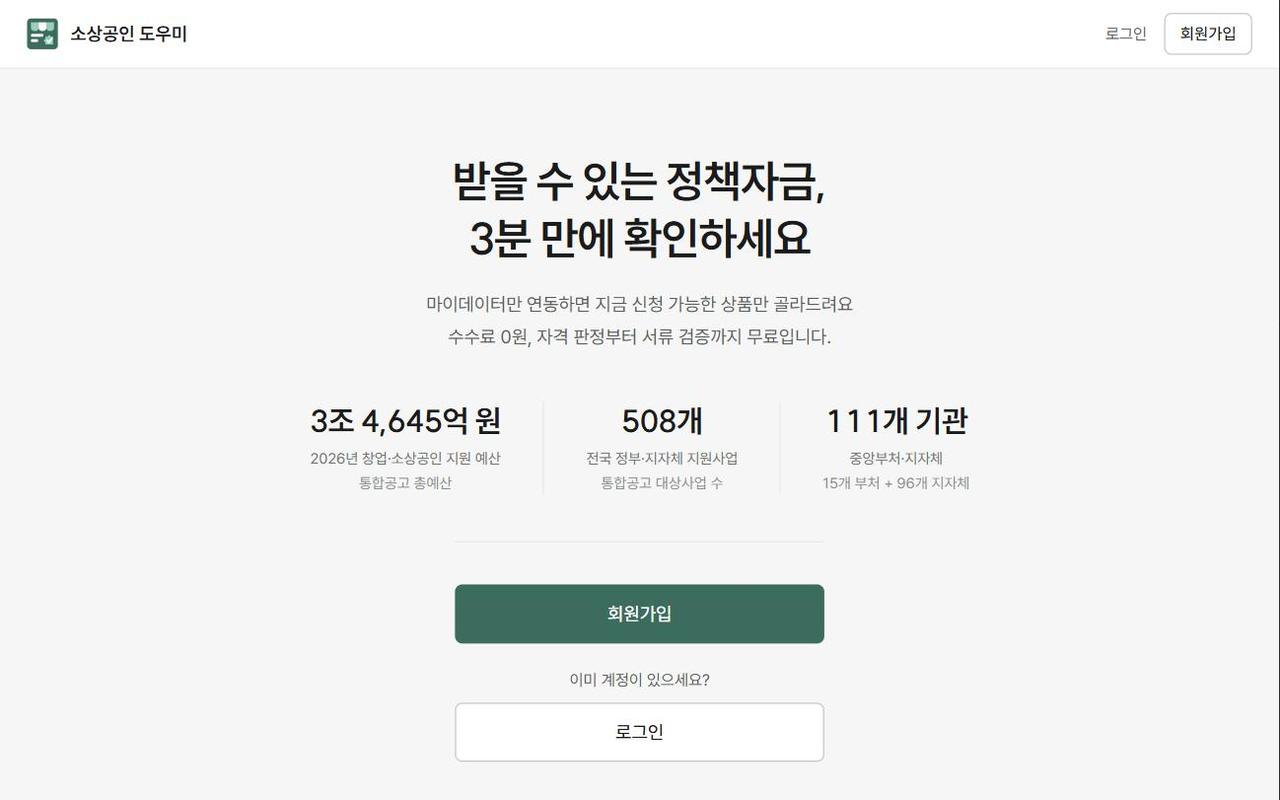 소상공인 도우미
로그인
회원가입
받을 수 있는 정책자금,
3분 만에 확인하세요
마이데이터만 연동하면 지금 신청 가능한 상품만 골라드려요
수수료 0원, 자격 판정부터 서류 검증까지 무료입니다.
3조 4,645억 원
2026년 창업·소상공인 지원 예산
통합공고 총예산
508개
전국 정부·지자체 지원사업
통합공고 대상사업 수
111개 기관
중앙부처·지자체
15개 부처 + 96개 지자체
회원가입
이미 계정이 있으세요?
로그인